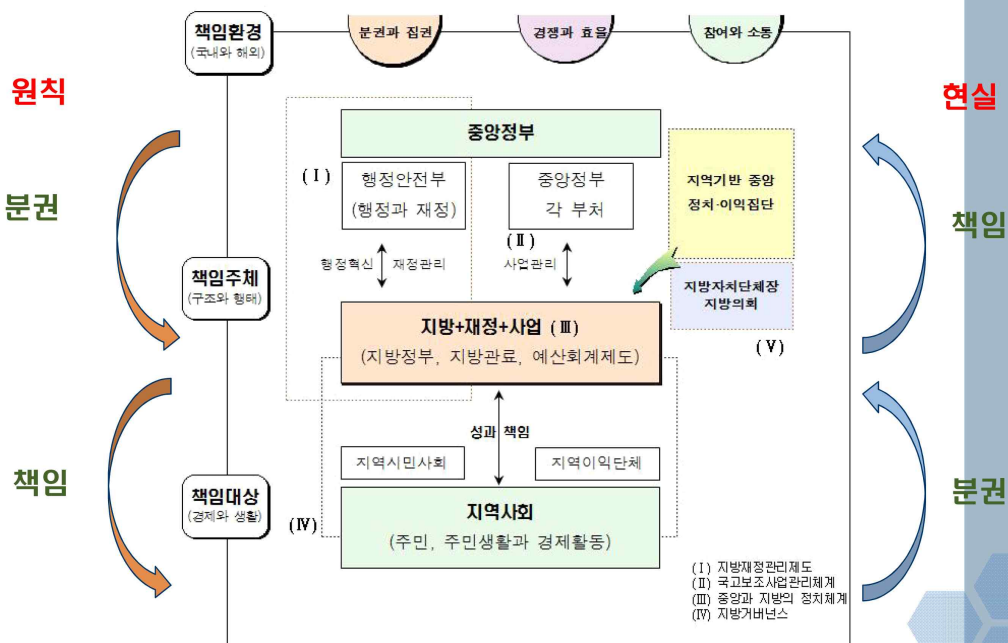 책임환경
(국내와 해외)
분권과 집권
경쟁과 효율
참여와 소통
원칙
현실
중앙정부
(Ⅰ)
행정안전부
(행정과 재정)
중앙정부
각 부처
(Ⅱ)
지역기반 중앙
정치·이익집단
분권
책임
행정혁신
재정관리
사업관리
책임주체
(구조와 행태)
지방자치단체장
지방의회
(Ⅴ)
지방+재정+사업 (Ⅲ)
(지방정부, 지방관료, 예산회계제도)
성과 책임
지역시민사회
지역이익단체
책임
분권
책임대상
(경제와 생활)
(Ⅳ)
지역사회
(주민, 주민생활과 경제활동)
(Ⅰ) 지방재정관리제도
(Ⅱ) 국고보조사업관리체계
(Ⅲ) 중앙과 지방의 정치체계
(Ⅳ) 지방거버넌스